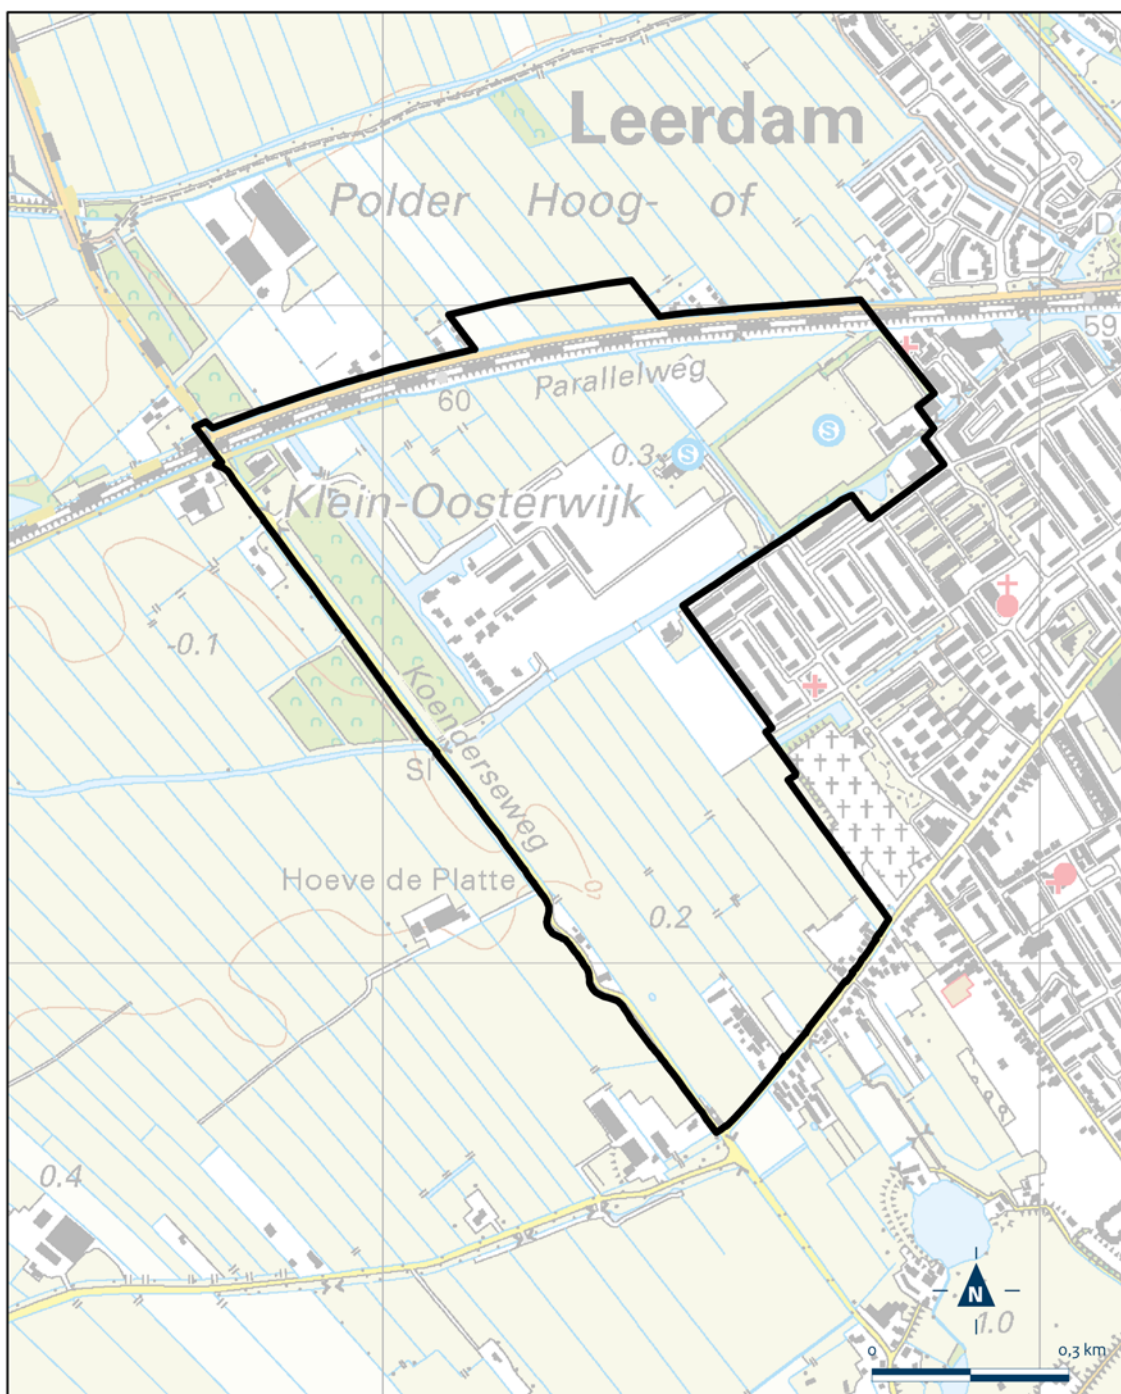 Leerdam
Polder Hoog- of
D
59
Parallelweg
60
S
0.3
S
Klein-Oosterwijk
-0.1
Koenderseweg
Sl
Hoeve de Platte
0.2
0.4
N
1.0
0 0,3 km